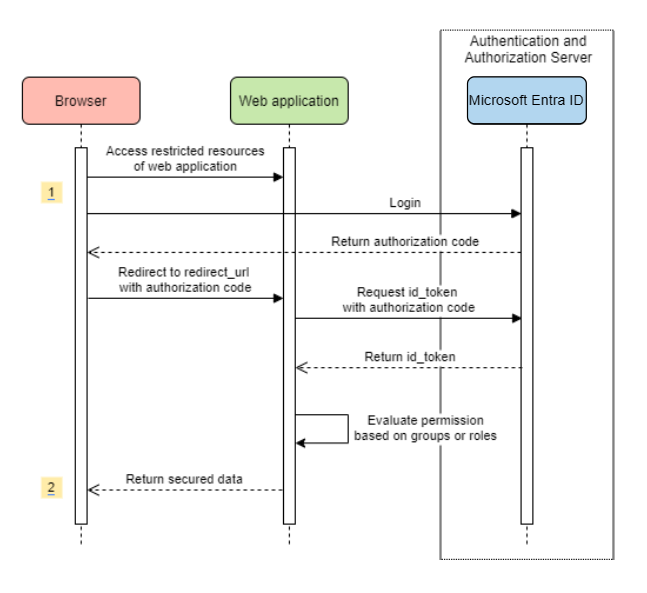 Authentication and
Authorization Server
Browser
Web application
Microsoft Entra ID
Access restricted resources
of web application
1
Login
Return authorization code
Redirect to redirect_url
with authorization code
Request id_token
with authorization code
Return id_token
Evaluate permission
based on groups or roles
Return secured data
2